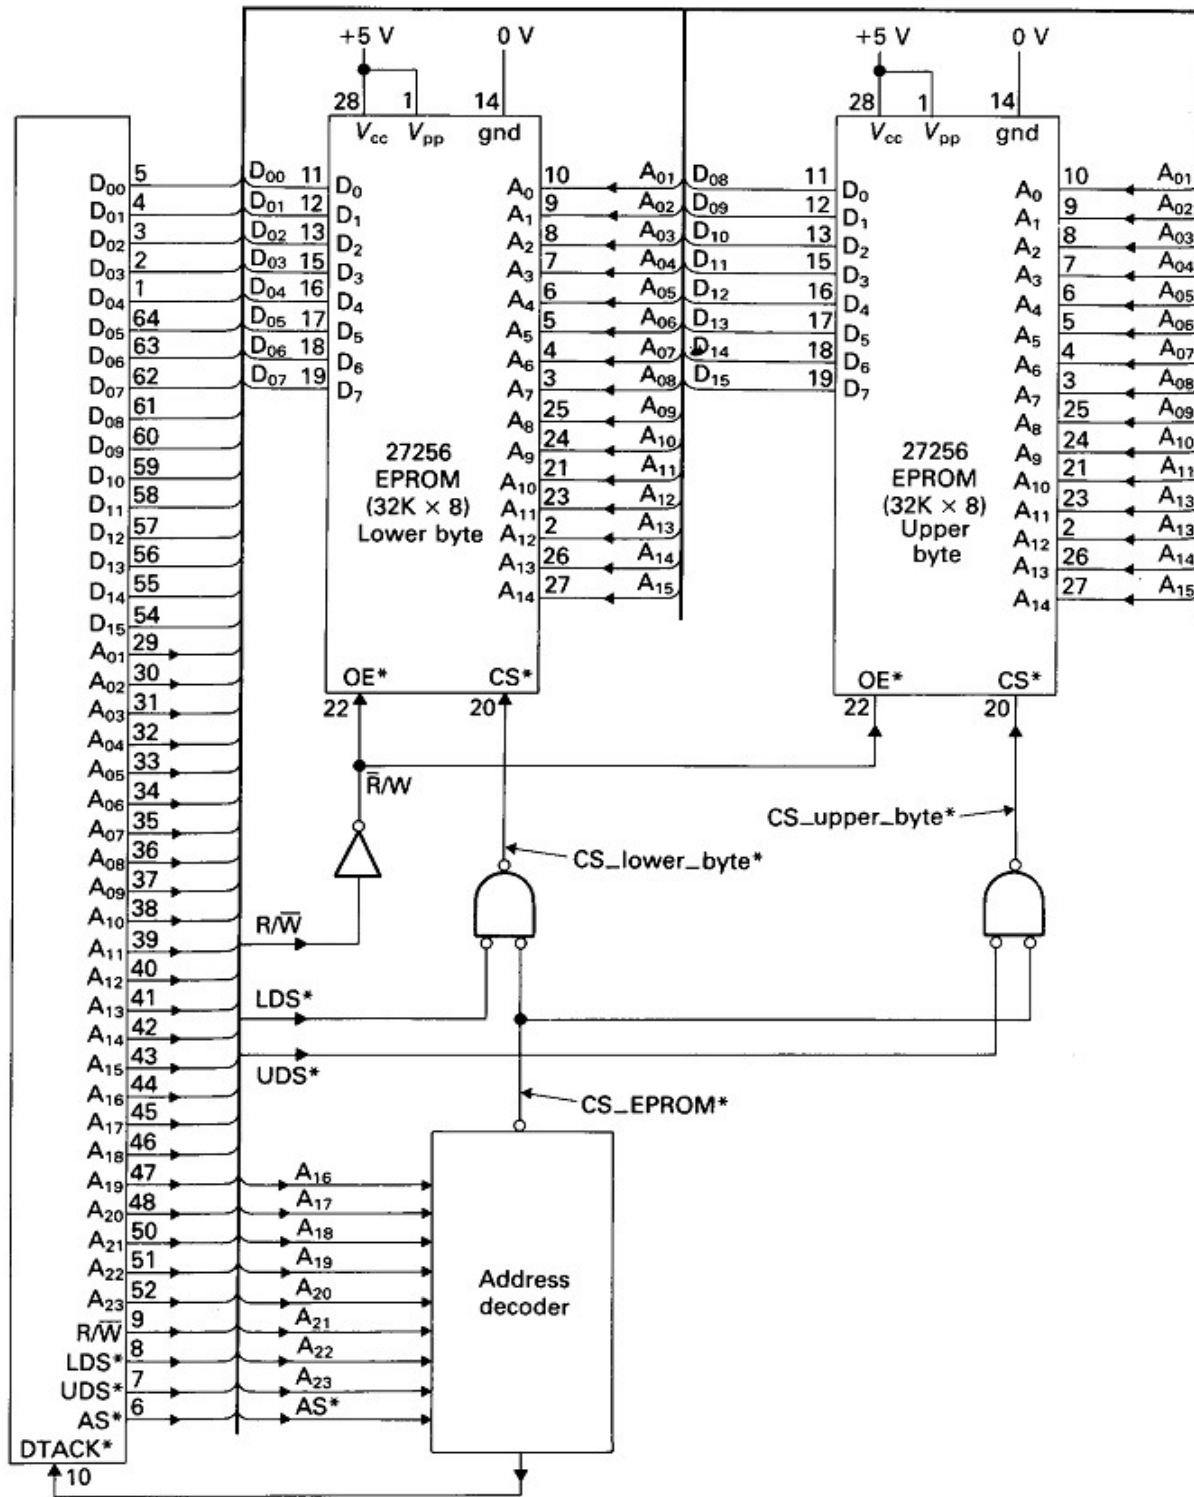 +5 V
0 V
+5 V
0 V
28
1
14
28
1
14
Vcc
Vpp
gnd
Vcc
Vpp
gnd
D00
5
D01
4
D02
3
D03
2
D04
1
D05
64
D06
63
D07
62
D08
61
D09
60
D10
59
D11
58
D12
57
D13
56
D14
55
D15
54
A01
29
A02
30
A03
31
A04
32
A05
33
A06
34
A07
35
A08
36
A09
37
A10
38
A11
39
A12
40
A13
41
A14
42
A15
43
A16
44
A17
45
A18
46
A19
47
A20
48
A21
50
A22
51
A23
52
R/W̅
9
LDS*
8
UDS*
7
AS*
6
DTACK*
10
D00 11 D0
D01 12 D1
D02 13 D2
D03 15 D3
D04 16 D4
D05 17 D5
D06 18 D6
D07 19 D7
A0 10 A01
A1 9 A02
A2 8 A03
A3 7 A04
A4 6 A05
A5 5 A06
A6 4 A07
A7 3 A08
A8 25 A09
A9 24 A10
A10 21 A11
A11 23 A12
A12 2 A13
A13 26 A14
A14 27 A15
27256
EPROM
(32K × 8)
Lower byte
OE*
CS*
22
20
D08 11 D0
D09 12 D1
D10 13 D2
D11 15 D3
D12 16 D4
D13 17 D5
D14 18 D6
D15 19 D7
A0 10 A01
A1 9 A02
A2 8 A03
A3 7 A04
A4 6 A05
A5 5 A06
A6 4 A07
A7 3 A08
A8 25 A09
A9 24 A10
A10 21 A11
A11 23 A12
A12 2 A13
A13 26 A14
A14 27 A15
27256
EPROM
(32K × 8)
Upper
byte
OE*
CS*
22
20
R̅/W
CS_upper_byte*
CS_lower_byte*
R/W̅
LDS*
UDS*
CS_EPROM*
A16
A17
A18
A19
A20
A21
A22
A23
AS*
Address
decoder